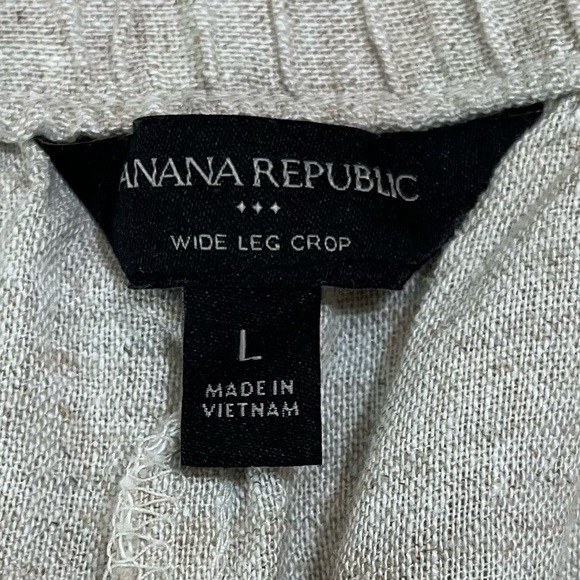 ANANA REPUBLIC
WIDE LEG CROP
L
MADE IN
VIETNAM